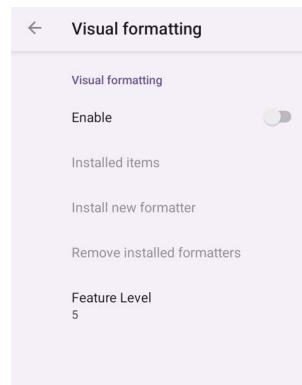 Visual formatting
Visual formatting
Enable
Installed items
Install new formatter
Remove installed formatters
Feature Level
5